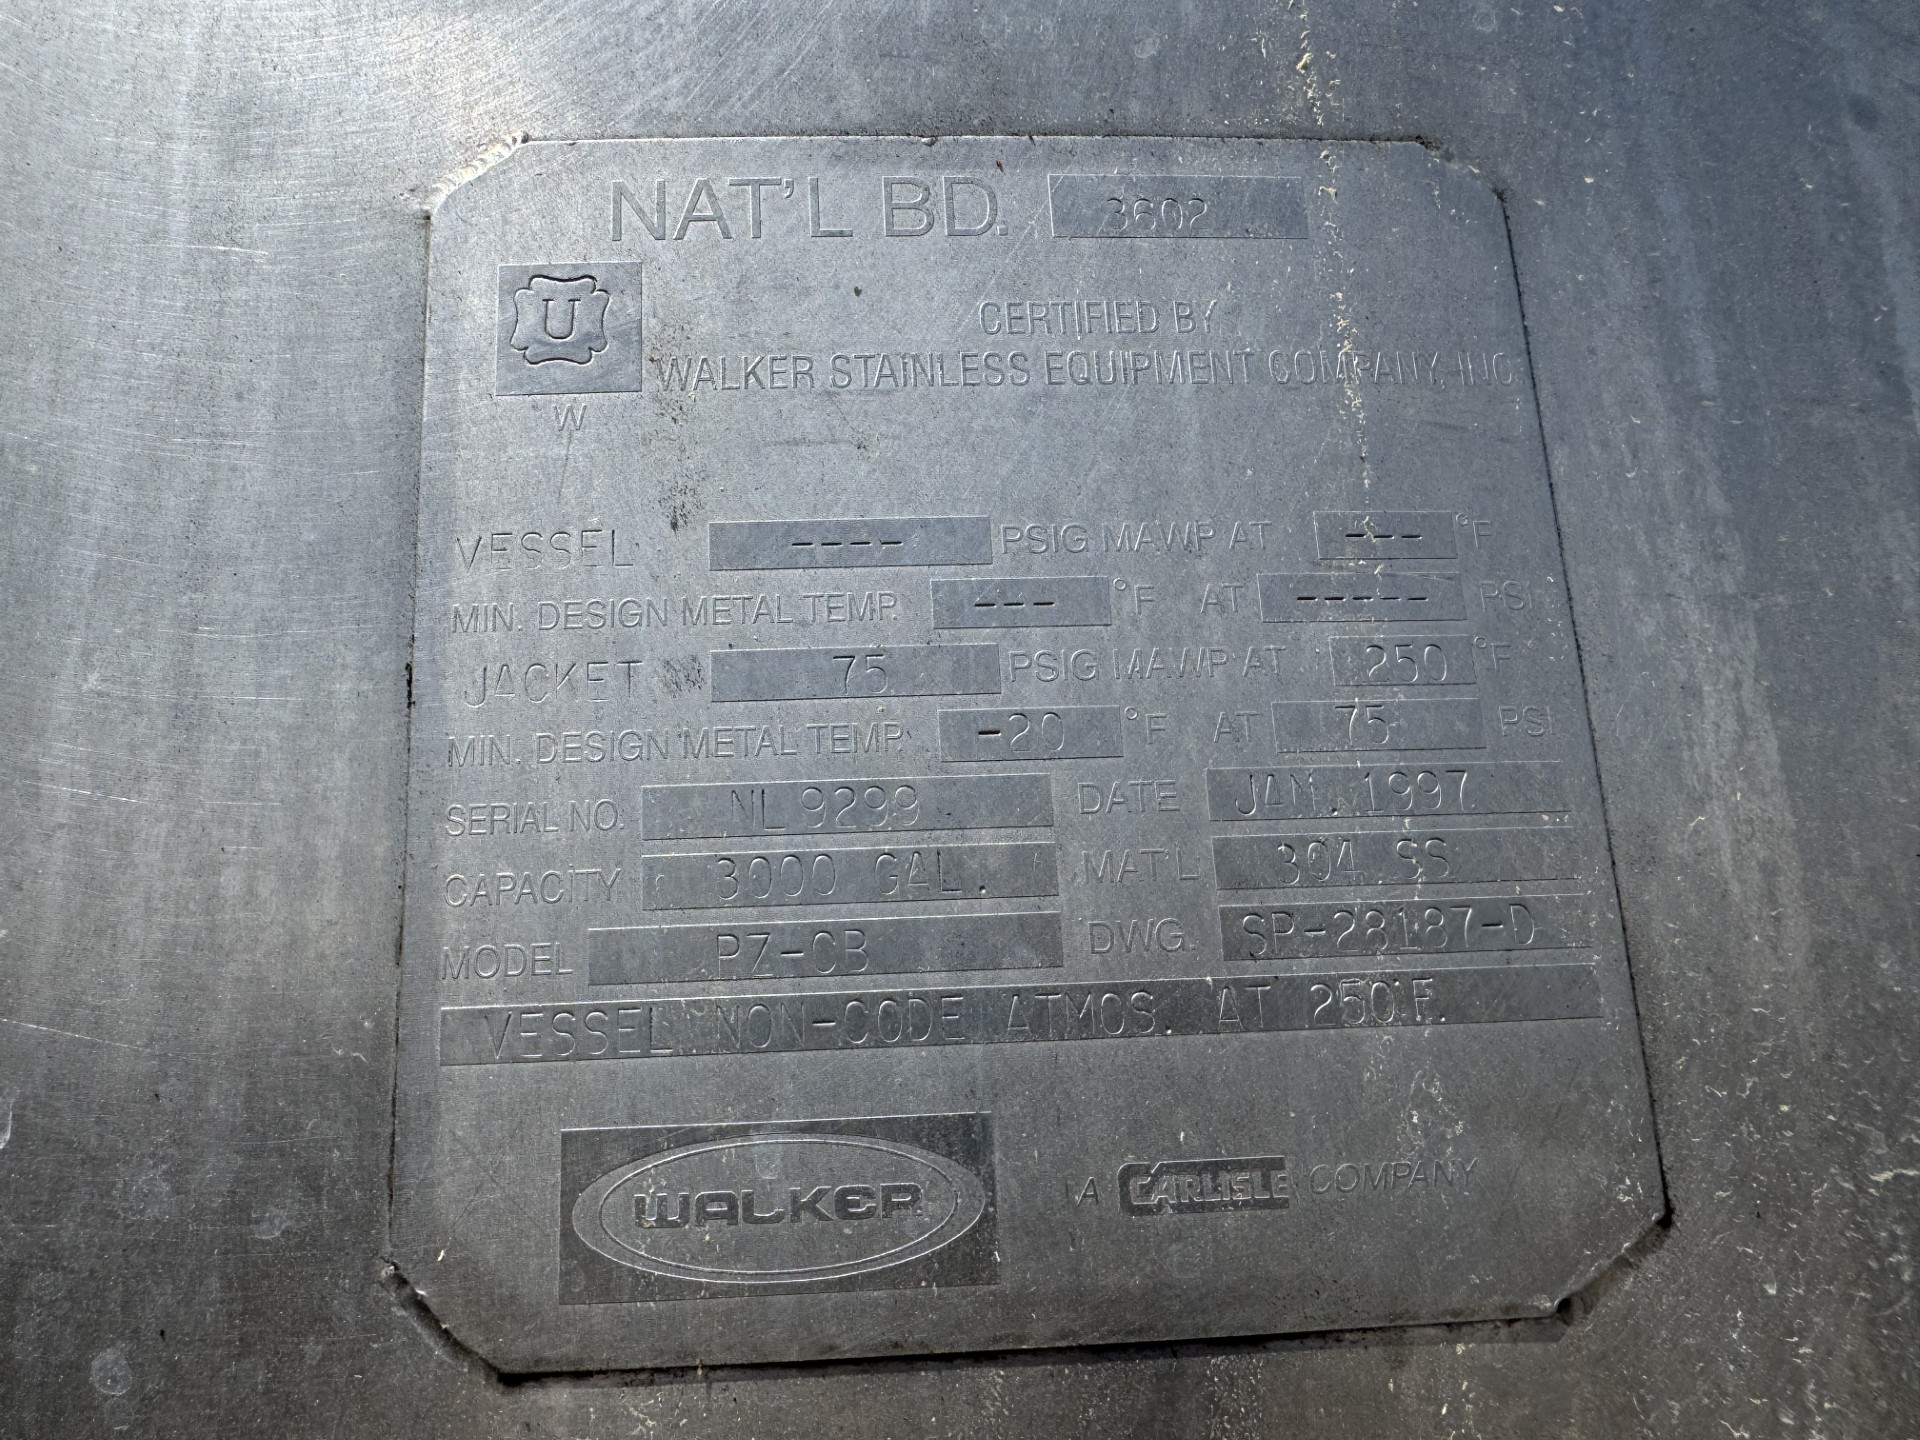 NAT'L BD. 3602
U
W
CERTIFIED BY
WALKER STAINLESS EQUIPMENT COMPANY, INC.
VESSEL ---- PSIG MAWP AT --- °F
MIN. DESIGN METAL TEMP. --- °F AT ----- PSI
JACKET 75 PSIG MAWP AT 250 °F
MIN. DESIGN METAL TEMP. -20 °F AT 75 PSI
SERIAL NO. NL 9299 DATE JAN. 1997
CAPACITY 3000 GAL. MAT'L 304 SS
MODEL PZ-CB DWG. SP-28187-D
VESSEL NON-CODE ATMOS. AT 250 F.
WALKER
A CARLISLE COMPANY